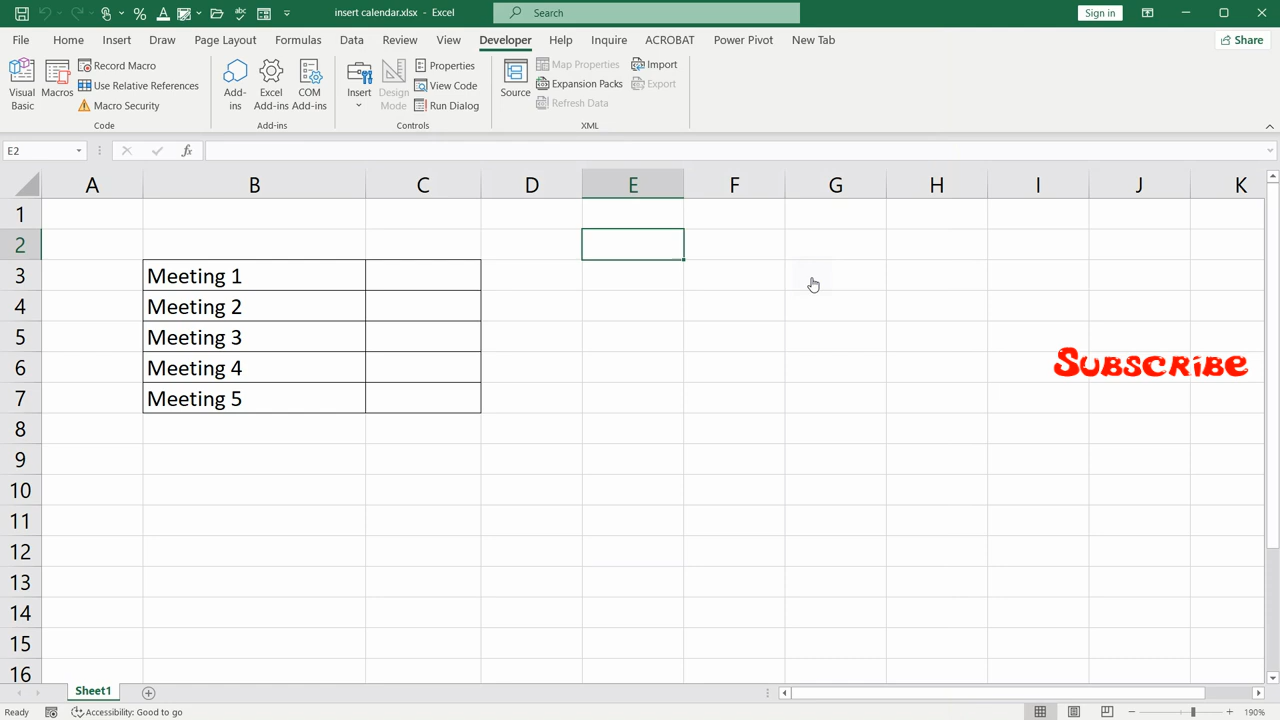 insert calendar.xlsx - Excel
Search
Sign in
File Home Insert Draw Page Layout Formulas Data Review View Developer Help Inquire ACROBAT Power Pivot New Tab Share
Visual Basic
Macros
Record Macro
Use Relative References
Macro Security
Code
Add-ins
Excel Add-ins
COM Add-ins
Add-ins
Insert
Design Mode
Properties
View Code
Run Dialog
Controls
Source
Map Properties
Expansion Packs
Refresh Data
Import
Export
XML
E2 fx
A B C D E F G H I J K
1
2
3 Meeting 1
4 Meeting 2
5 Meeting 3
6 Meeting 4
Subscribe
7 Meeting 5
8
9
10
11
12
13
14
15
16
Sheet1
Ready Accessibility: Good to go 190%